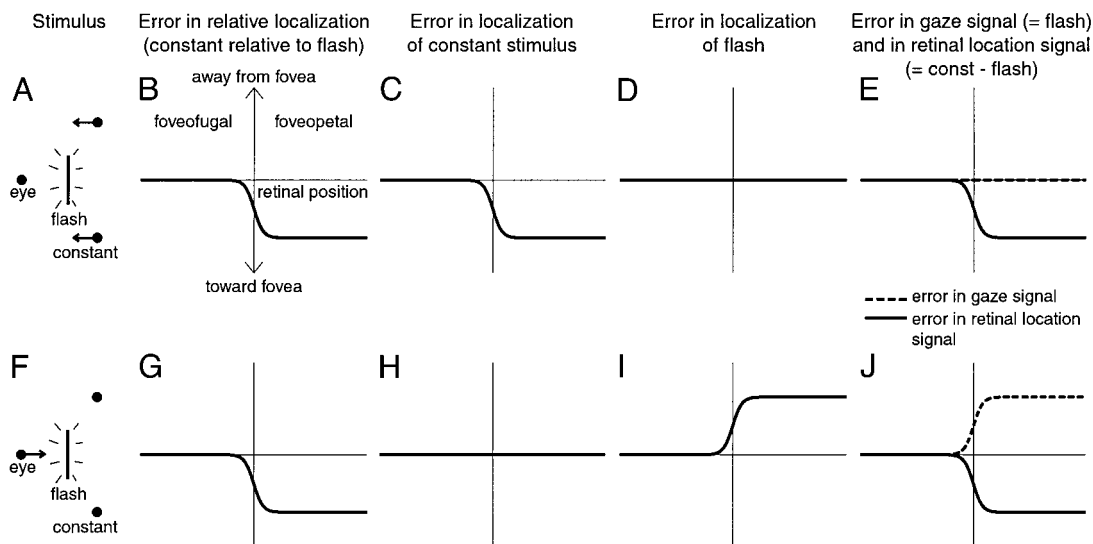 Stimulus
Error in relative localization
(constant relative to flash)
Error in localization
of constant stimulus
Error in localization
of flash
Error in gaze signal (= flash)
and in retinal location signal
(= const - flash)
A
eye
flash
constant
B
away from fovea
foveofugal
foveopetal
retinal position
toward fovea
C
D
E
error in gaze signal
error in retinal location
signal
F
eye
flash
constant
G
H
I
J